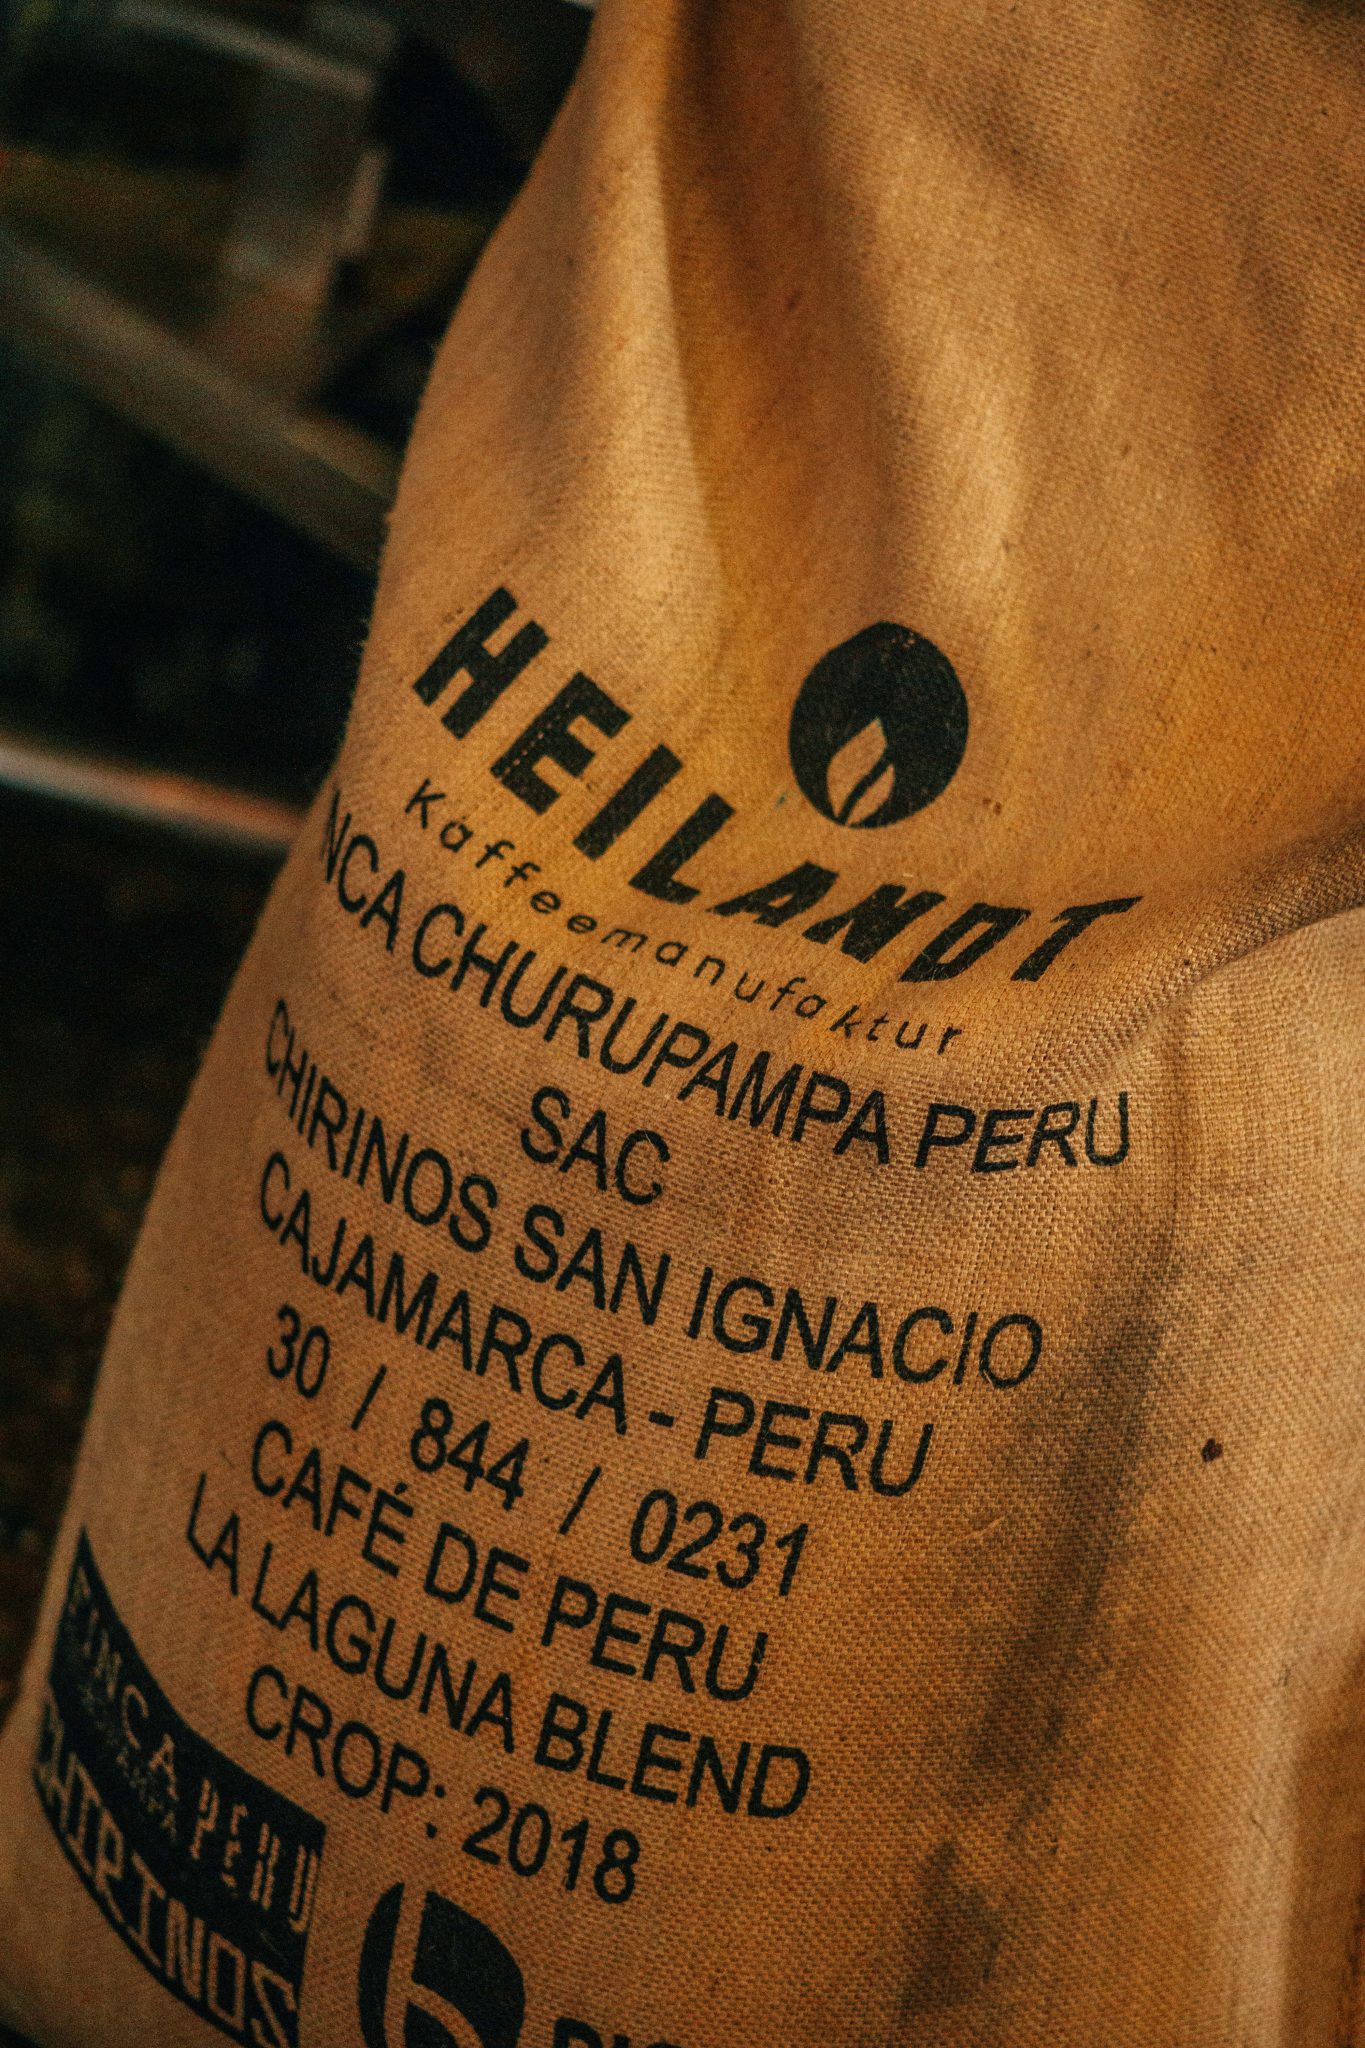 HEILANDT
Kaffeemanufaktur
NCA CHURUPAMPA PERU
SAC
CHIRINOS SAN IGNACIO
CAJAMARCA - PERU
30 / 844 / 0231
CAFÉ DE PERU
LA LAGUNA BLEND
CROP: 2018
FINCA PERU
CHIRINOS